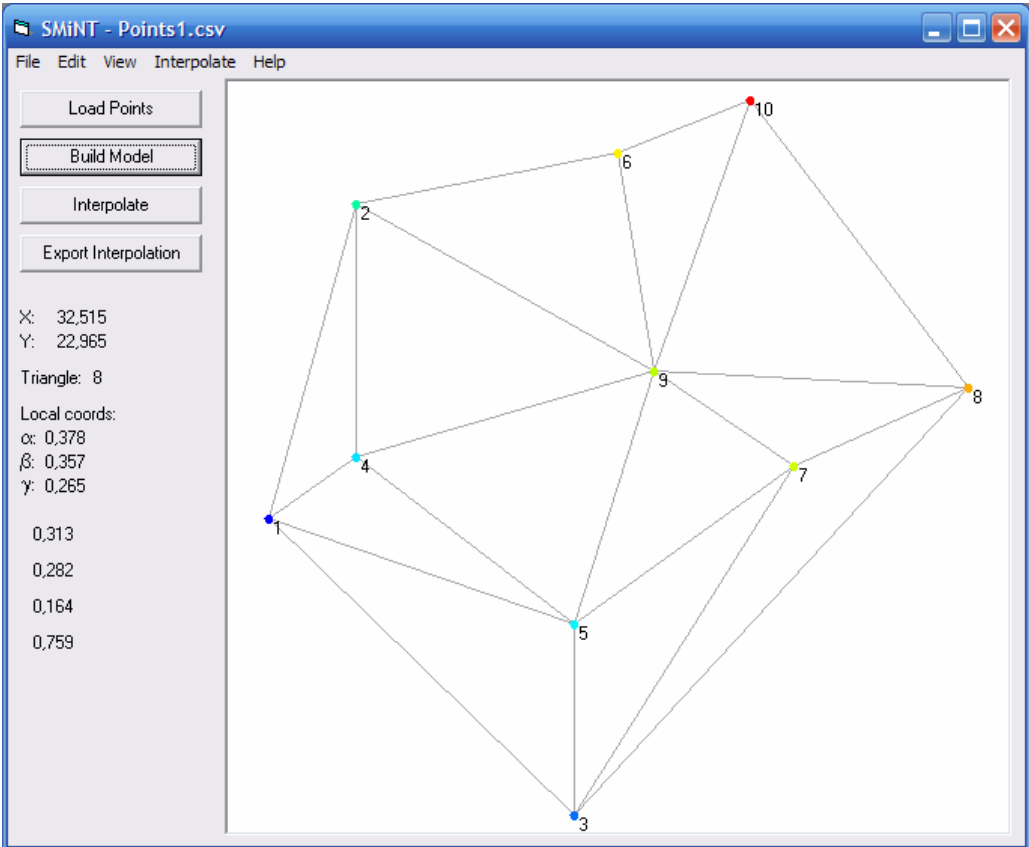 SMiNT - Points1.csv
File Edit View Interpolate Help
Load Points
Build Model
Interpolate
Export Interpolation
X: 32,515
Y: 22,965
Triangle: 8
Local coords:
α: 0,378
β: 0,357
γ: 0,265
0,313
0,282
0,164
0,759
10
6
2
9
8
4
7
1
5
3